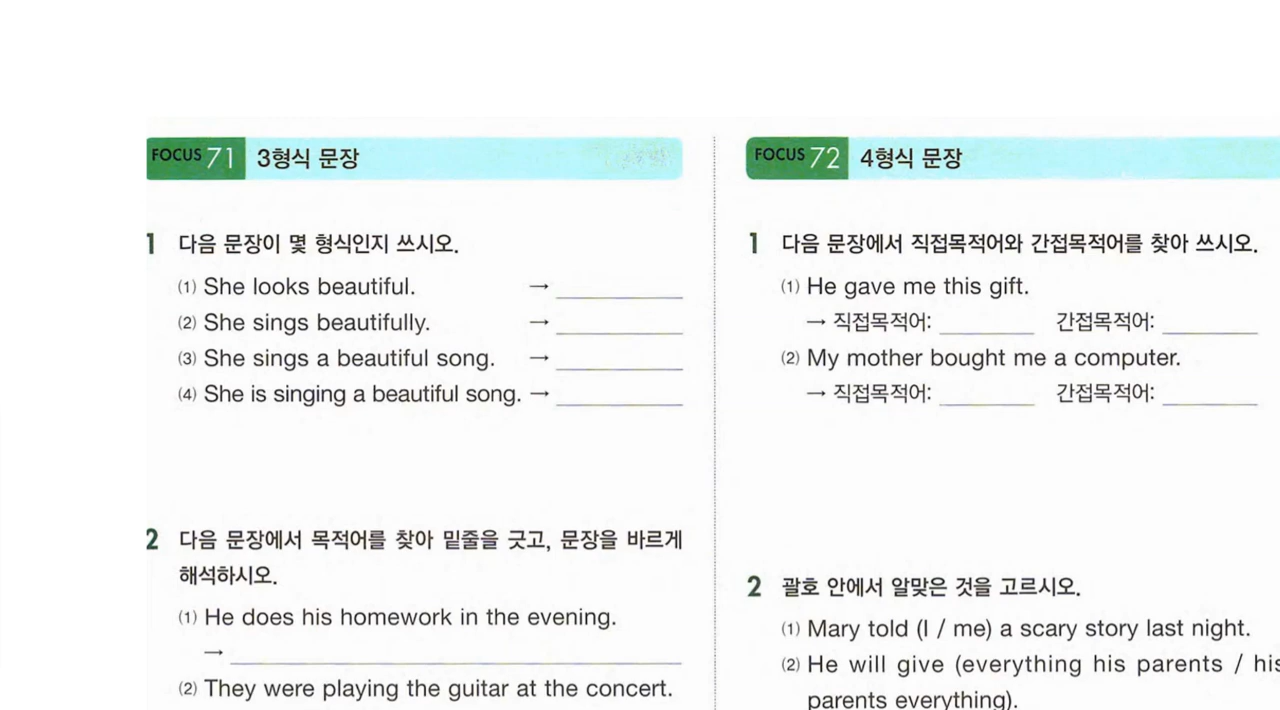 FOCUS 71 3형식 문장
1 다음 문장이 몇 형식인지 쓰시오.
(1) She looks beautiful. → ________
(2) She sings beautifully. → ________
(3) She sings a beautiful song. → ________
(4) She is singing a beautiful song. → ________
2 다음 문장에서 목적어를 찾아 밑줄을 긋고, 문장을 바르게
해석하시오.
(1) He does his homework in the evening.
→ ________
(2) They were playing the guitar at the concert.
FOCUS 72 4형식 문장
1 다음 문장에서 직접목적어와 간접목적어를 찾아 쓰시오.
(1) He gave me this gift.
→ 직접목적어: ________ 간접목적어: ________
(2) My mother bought me a computer.
→ 직접목적어: ________ 간접목적어: ________
2 괄호 안에서 알맞은 것을 고르시오.
(1) Mary told (I / me) a scary story last night.
(2) He will give (everything his parents / his
parents everything).